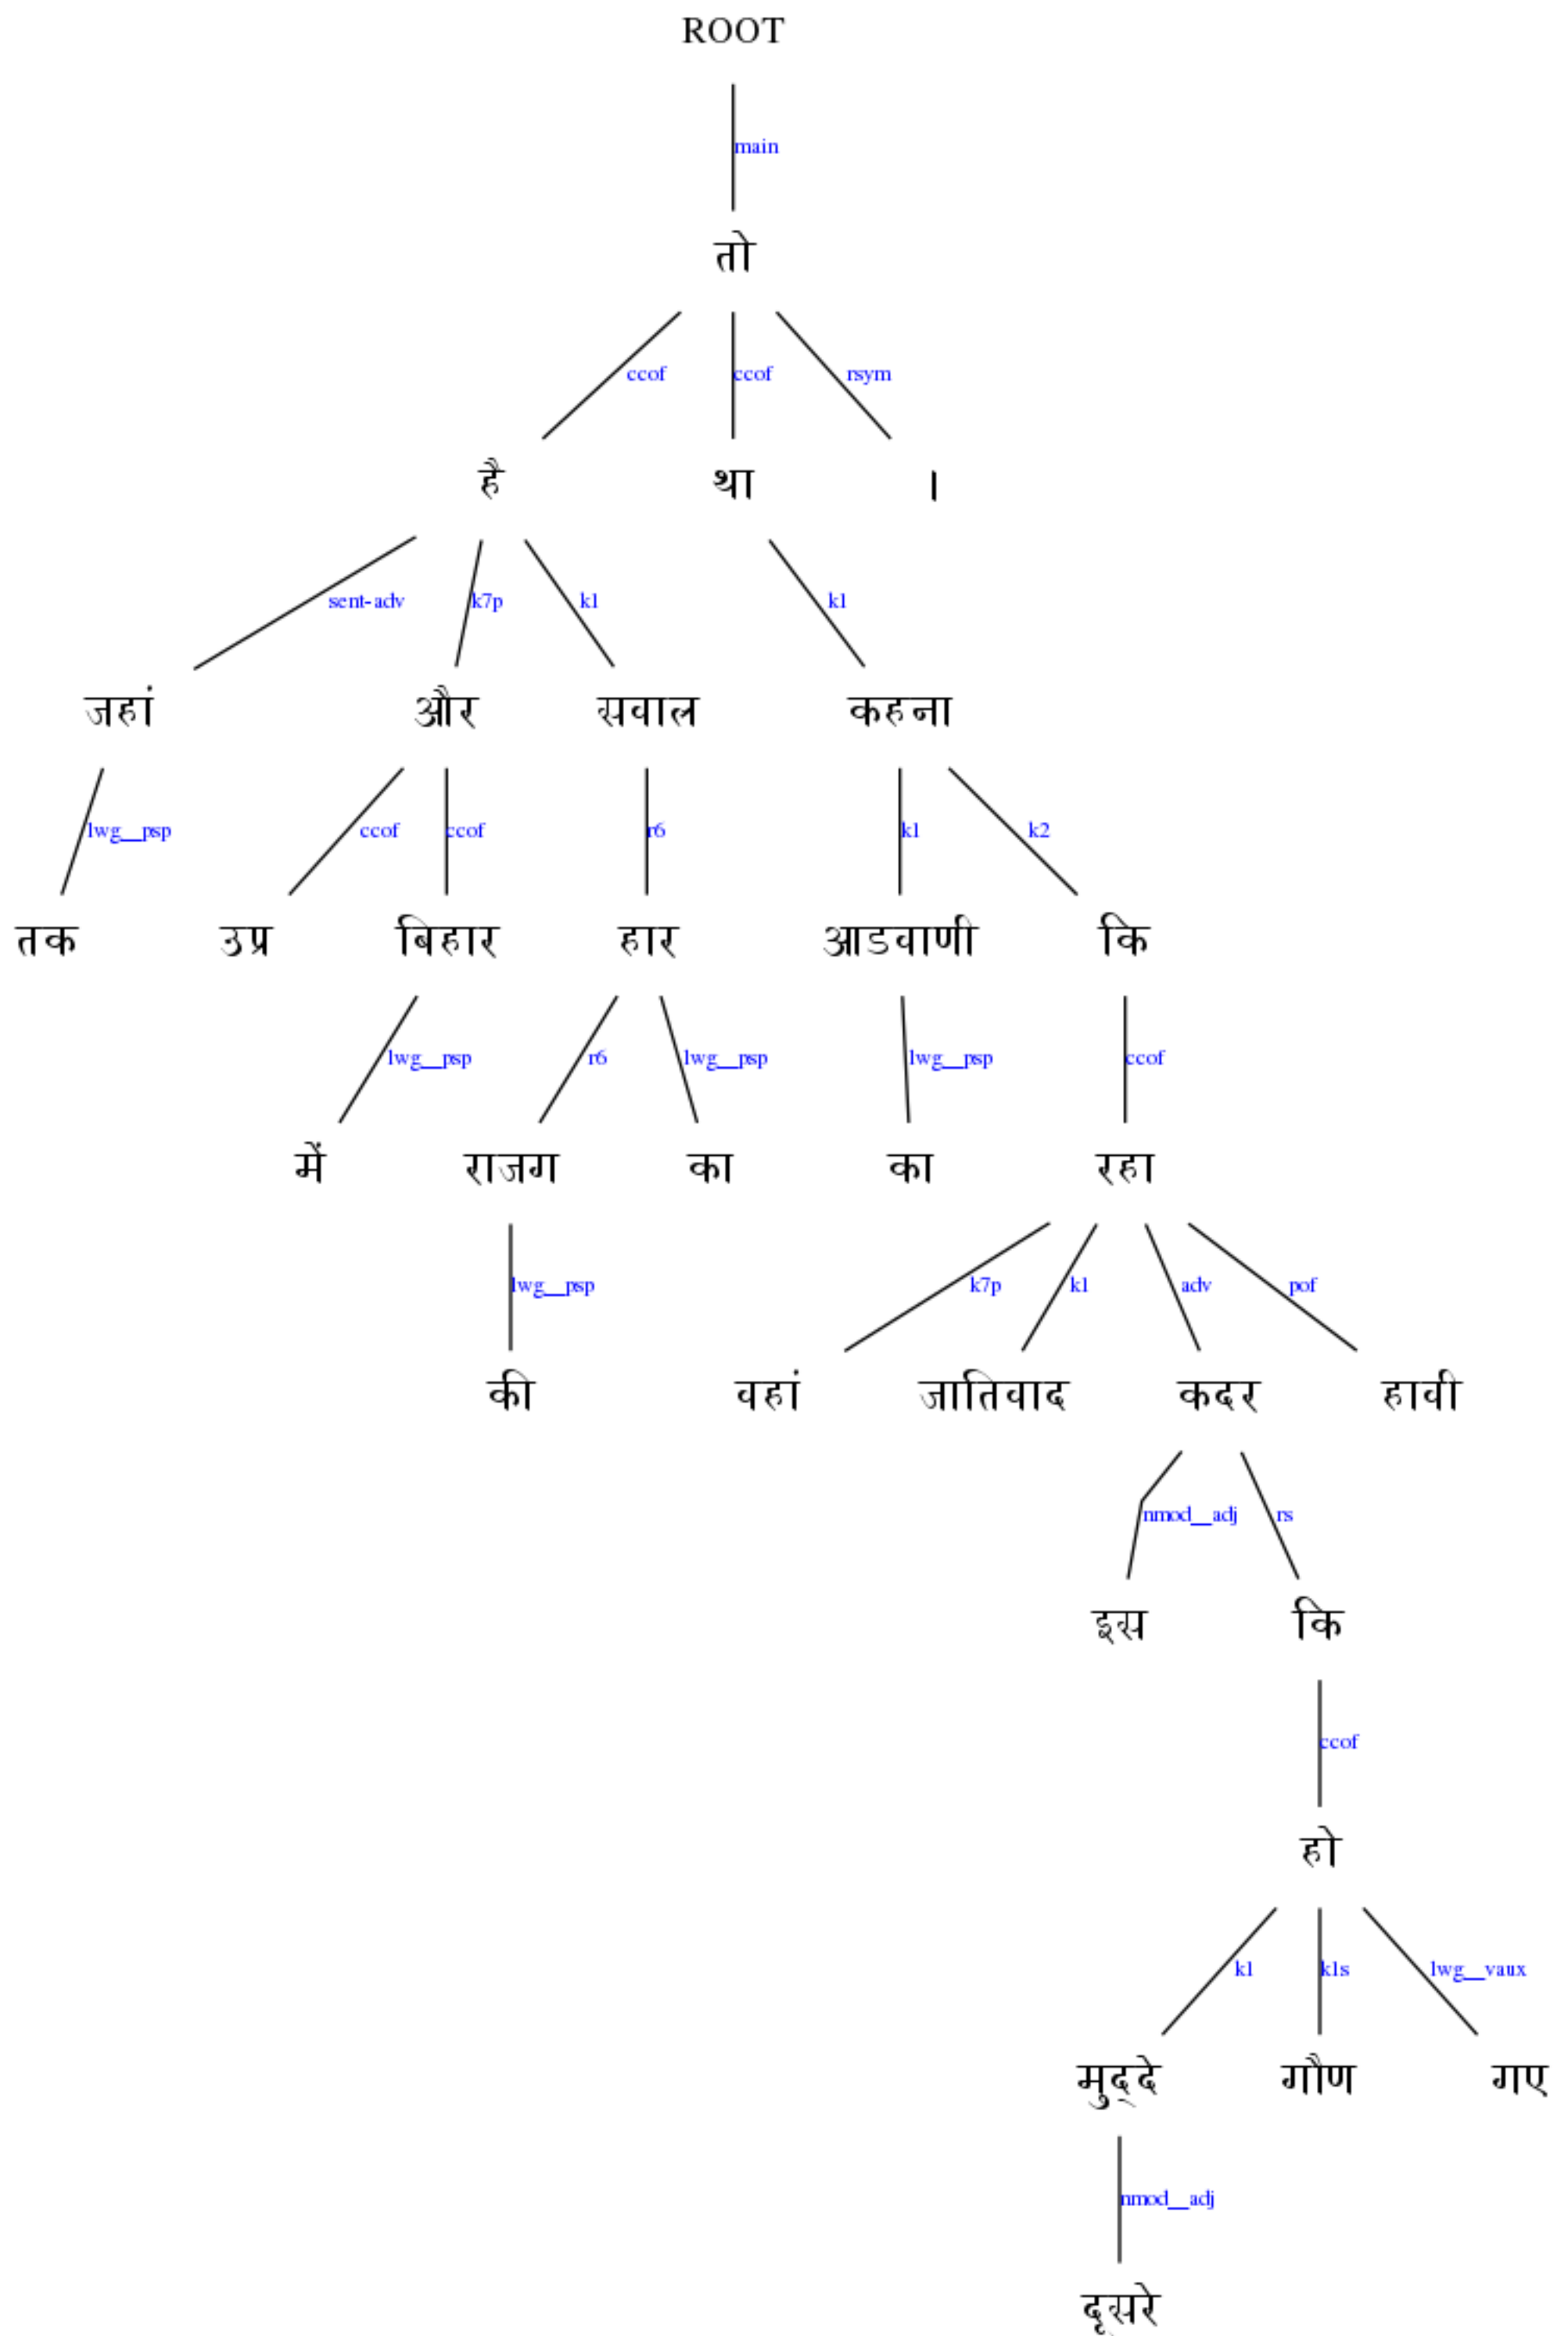 ROOT
main
तो
ccof ccof rsym
है था ।
sent-adv k7p k1 k1
जहां और सवाल कहना
lwg__psp ccof ccof r6 k1 k2
तक उप्र बिहार हार आडवाणी कि
lwg__psp r6 lwg__psp lwg__psp ccof
में राजग का का रहा
lwg__psp k7p k1 adv pof
की वहां जातिवाद कदर हावी
nmod__adj rs
इस कि
ccof
हो
k1 k1s lwg__vaux
मुद्दे गौण गए
nmod__adj
दूसरे